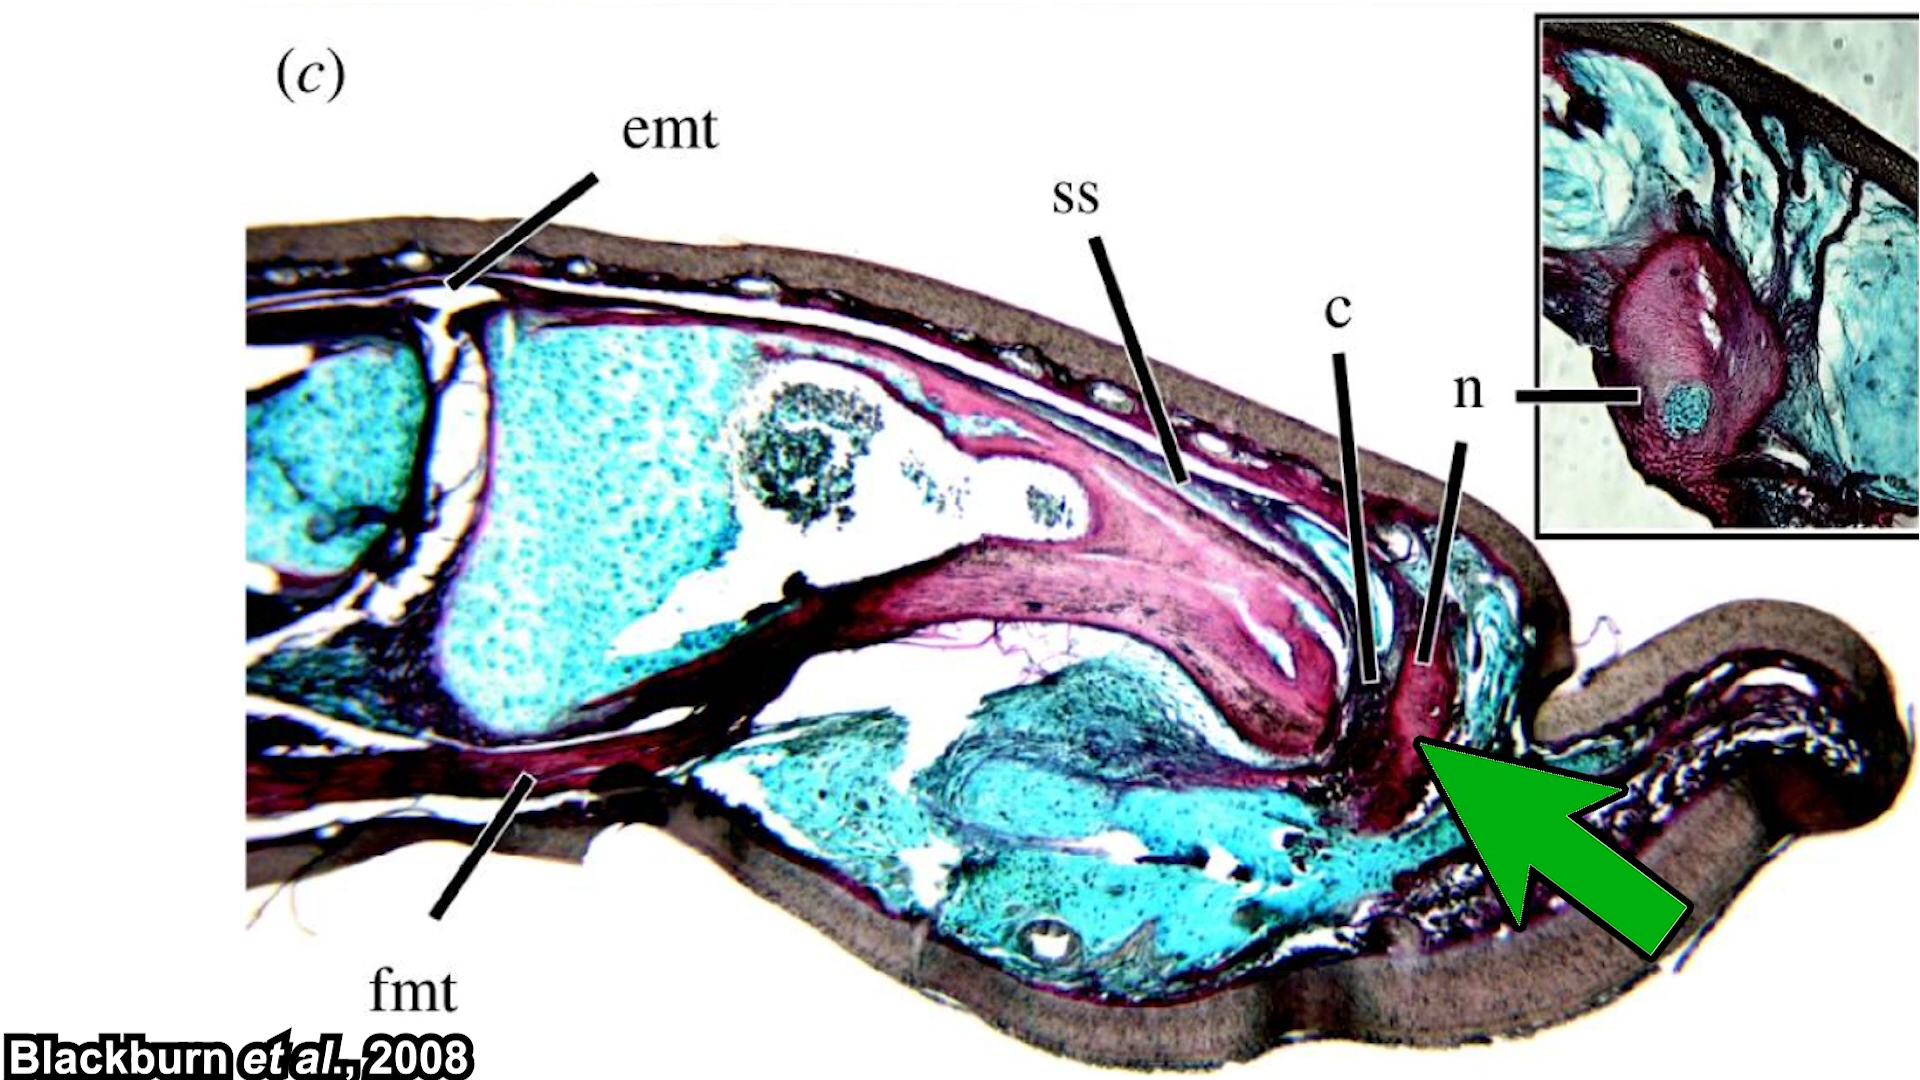 (c)
emt
ss
c
n
fmt
Blackburn et al., 2008